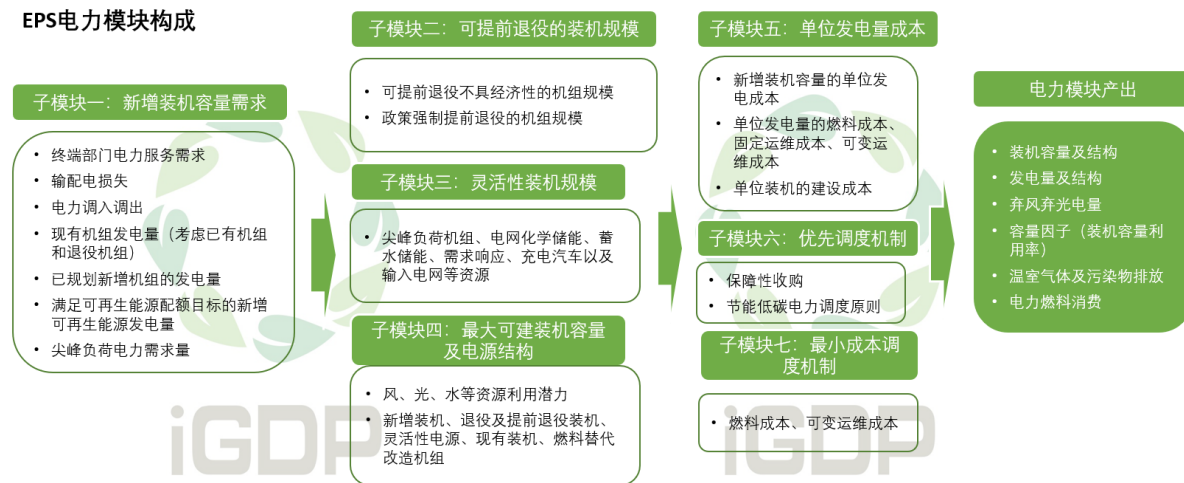 EPS电力模块构成
子模块一：新增装机容量需求
• 终端部门电力服务需求
• 输配电损失
• 电力调入调出
• 现有机组发电量（考虑已有机组
和退役机组）
• 已规划新增机组的发电量
• 满足可再生能源配额目标的新增
可再生能源发电量
• 尖峰负荷电力需求量
子模块二：可提前退役的装机规模
• 可提前退役不具经济性的机组规模
• 政策强制提前退役的机组规模
子模块三：灵活性装机规模
• 尖峰负荷机组、电网化学储能、蓄
水储能、需求响应、充电汽车以及
输入电网等资源
子模块四：最大可建装机容量
及电源结构
• 风、光、水等资源利用潜力
• 新增装机、退役及提前退役装机、
灵活性电源、现有装机、燃料替代
改造机组
子模块五：单位发电量成本
• 新增装机容量的单位发
电成本
• 单位发电量的燃料成本、
固定运维成本、可变运
维成本
• 单位装机的建设成本
子模块六：优先调度机制
• 保障性收购
• 节能低碳电力调度原则
子模块七：最小成本调
度机制
• 燃料成本、可变运维成本
电力模块产出
• 装机容量及结构
• 发电量及结构
• 弃风弃光电量
• 容量因子（装机容量利
用率）
• 温室气体及污染物排放
• 电力燃料消费
iGDP
iGDP